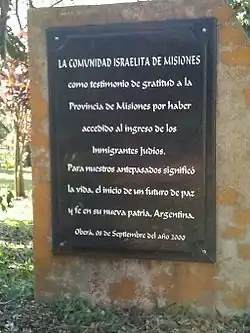 LA COMUNIDAD ISRAELITA DE MISIONES
como testimonio de gratitud a la
Provincia de Misiones por haber
accedido al ingreso de los
Inmigrantes Judíos.
Para nuestros antepasados significó
la vida, el inicio de un futuro de paz
y fe en su nueva patria, Argentina.
Oberá, 05 de Septiembre del año 2000